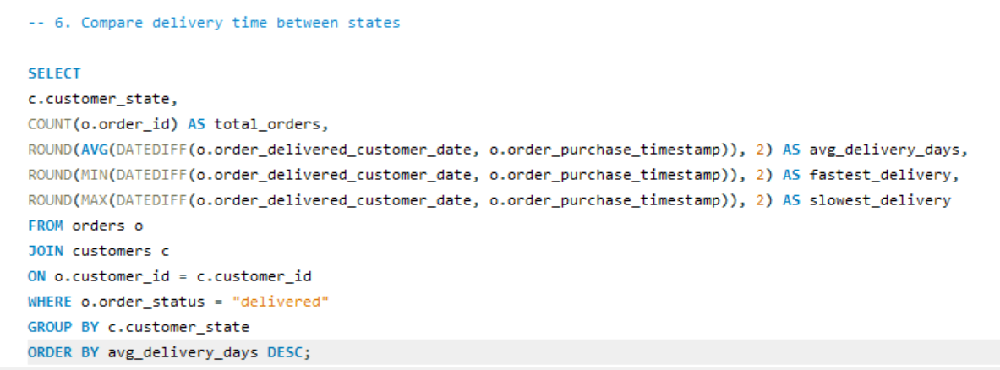 -- 6. Compare delivery time between states
SELECT
c.customer_state,
COUNT(o.order_id) AS total_orders,
ROUND(AVG(DATEDIFF(o.order_delivered_customer_date, o.order_purchase_timestamp)), 2) AS avg_delivery_days,
ROUND(MIN(DATEDIFF(o.order_delivered_customer_date, o.order_purchase_timestamp)), 2) AS fastest_delivery,
ROUND(MAX(DATEDIFF(o.order_delivered_customer_date, o.order_purchase_timestamp)), 2) AS slowest_delivery
FROM orders o
JOIN customers c
ON o.customer_id = c.customer_id
WHERE o.order_status = "delivered"
GROUP BY c.customer_state
ORDER BY avg_delivery_days DESC;